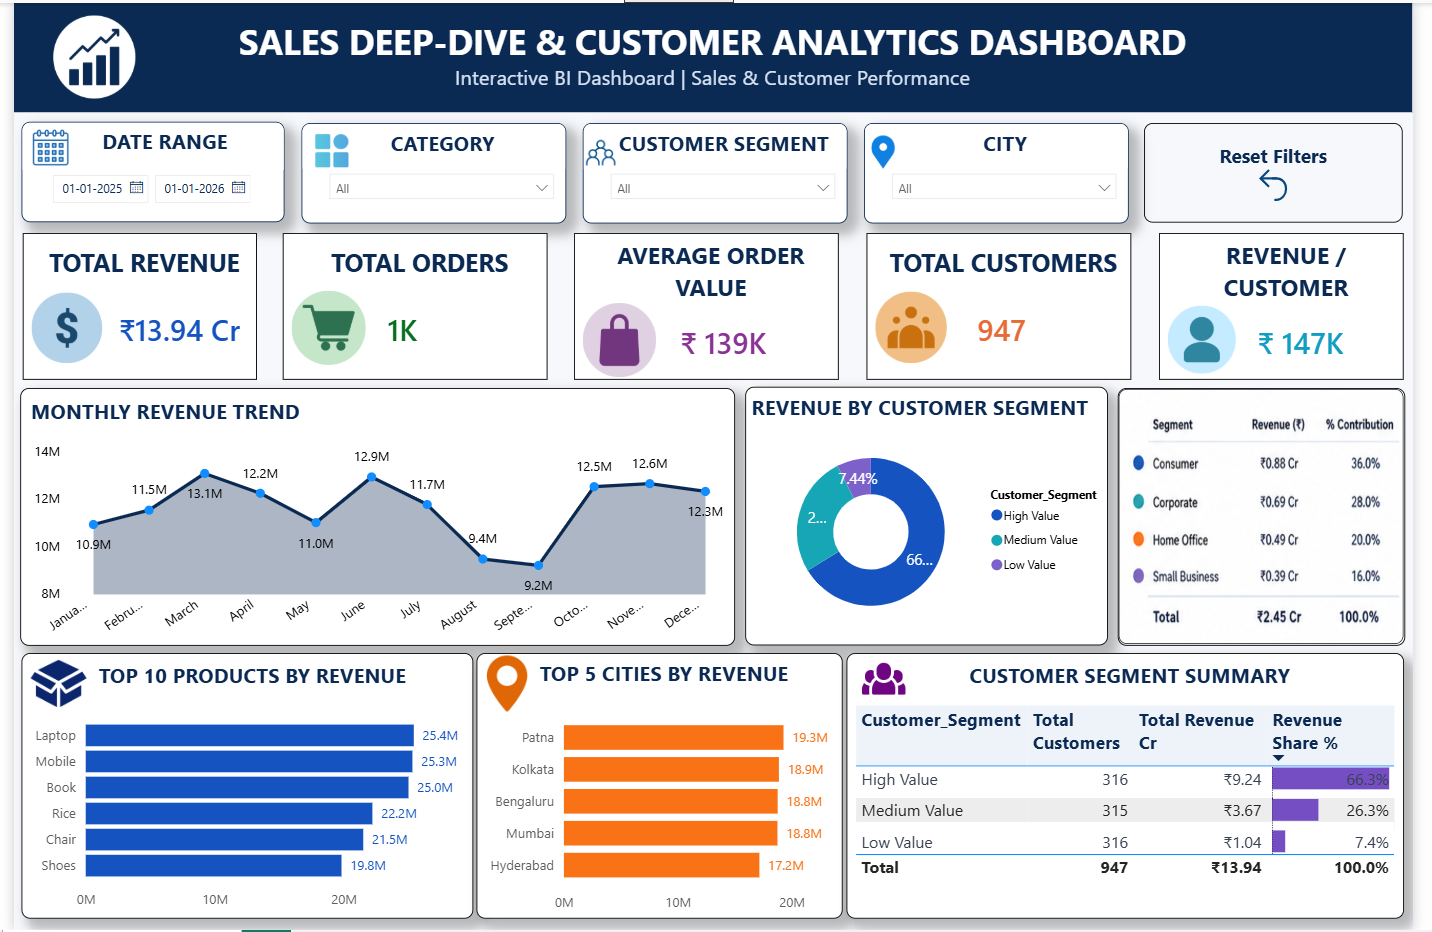 SALES DEEP-DIVE & CUSTOMER ANALYTICS DASHBOARD
Interactive BI Dashboard | Sales & Customer Performance
DATE RANGE
01-01-2025
01-01-2026
CATEGORY
All
CUSTOMER SEGMENT
All
CITY
All
Reset Filters
TOTAL REVENUE
$
₹13.94 Cr
TOTAL ORDERS
1K
AVERAGE ORDER
VALUE
₹ 139K
TOTAL CUSTOMERS
947
REVENUE /
CUSTOMER
₹ 147K
MONTHLY REVENUE TREND
14M
12M
10M
8M
10.9M
11.5M
13.1M
12.2M
11.0M
12.9M
11.7M
9.4M
9.2M
12.5M
12.6M
12.3M
Janua...
Febru...
March
April
May
June
July
August
Septe...
Octo...
Nove...
Dece...
REVENUE BY CUSTOMER SEGMENT
7.44%
2...
66...
Customer_Segment
High Value
Medium Value
Low Value
Segment Revenue (₹) % Contribution
Consumer ₹0.88 Cr 36.0%
Corporate ₹0.69 Cr 28.0%
Home Office ₹0.49 Cr 20.0%
Small Business ₹0.39 Cr 16.0%
Total ₹2.45 Cr 100.0%
TOP 10 PRODUCTS BY REVENUE
Laptop 25.4M
Mobile 25.3M
Book 25.0M
Rice 22.2M
Chair 21.5M
Shoes 19.8M
0M 10M 20M
TOP 5 CITIES BY REVENUE
Patna 19.3M
Kolkata 18.9M
Bengaluru 18.8M
Mumbai 18.8M
Hyderabad 17.2M
0M 10M 20M
CUSTOMER SEGMENT SUMMARY
Customer_Segment Total Total Revenue Revenue
Customers Cr Share %
High Value 316 ₹9.24 66.3%
Medium Value 315 ₹3.67 26.3%
Low Value 316 ₹1.04 7.4%
Total 947 ₹13.94 100.0%